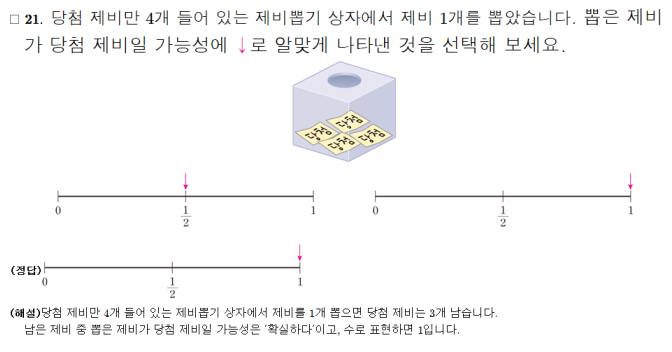 □ 21. 당첨 제비만 4개 들어 있는 제비뽑기 상자에서 제비 1개를 뽑았습니다. 뽑은 제비
가 당첨 제비일 가능성에 ↓로 알맞게 나타낸 것을 선택해 보세요.
당첨 당첨 당첨 당첨
0 1/2 1 0 1/2 1
(정답) 0 1/2 1
(해설)당첨 제비만 4개 들어 있는 제비뽑기 상자에서 제비를 1개 뽑으면 당첨 제비는 3개 남습니다.
남은 제비 중 뽑은 제비가 당첨 제비일 가능성은 ‘확실하다’이고, 수로 표현하면 1입니다.